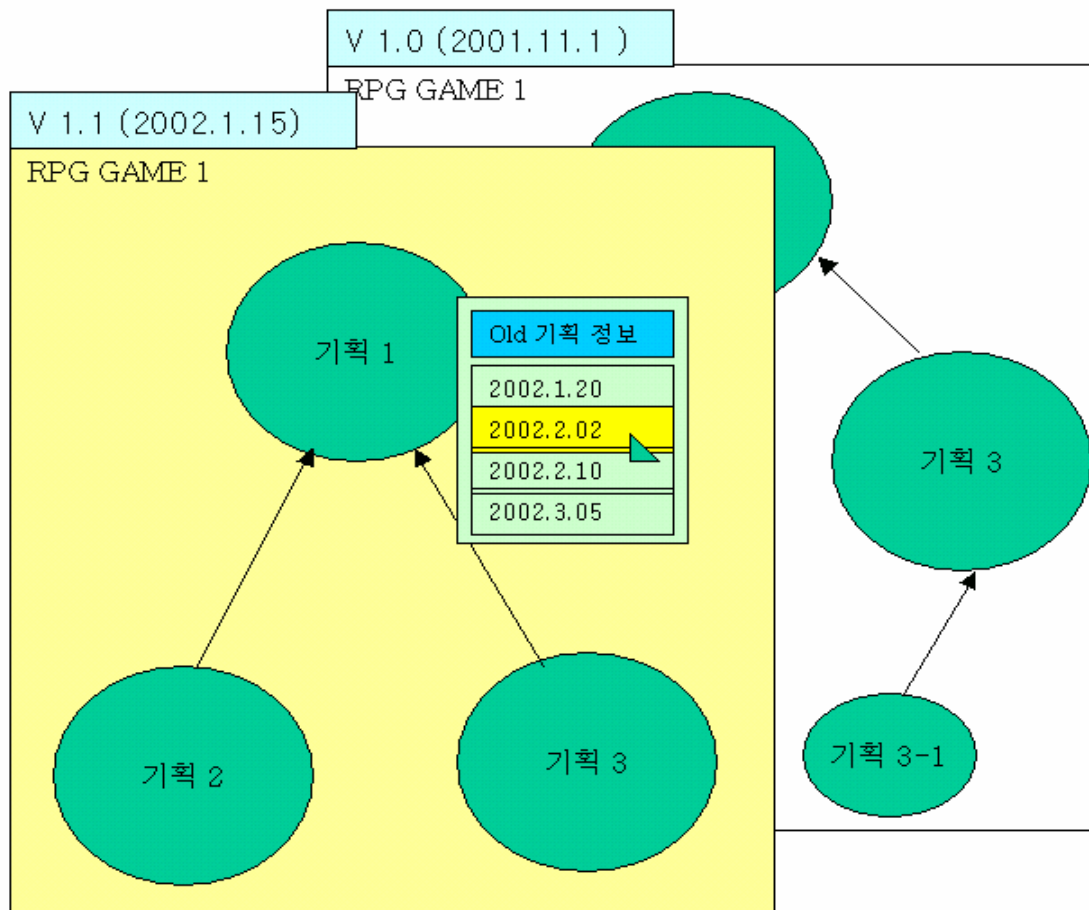 V 1.0 (2001.11.1 )
RPG GAME 1
V 1.1 (2002.1.15)
RPG GAME 1
기획 1
Old 기획 정보
2002.1.20
2002.2.02
2002.2.10
2002.3.05
기획 3
기획 2
기획 3
기획 3-1